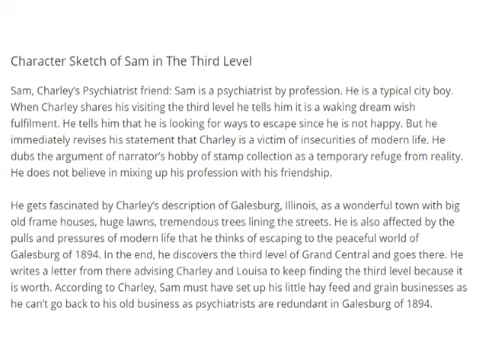 Character Sketch of Sam in The Third Level
Sam, Charley's Psychiatrist friend: Sam is a psychiatrist by profession. He is a typical city boy.
When Charley shares his visiting the third level he tells him it is a waking dream wish
fulfilment. He tells him that he is looking for ways to escape since he is not happy. But he
immediately revises his statement that Charley is a victim of insecurities of modern life. He
dubs the argument of narrator's hobby of stamp collection as a temporary refuge from reality.
He does not believe in mixing up his profession with his friendship.
He gets fascinated by Charley's description of Galesburg, Illinois, as a wonderful town with big
old frame houses, huge lawns, tremendous trees lining the streets. He is also affected by the
pulls and pressures of modern life that he thinks of escaping to the peaceful world of
Galesburg of 1894. In the end, he discovers the third level of Grand Central and goes there. He
writes a letter from there advising Charley and Louisa to keep finding the third level because it
is worth. According to Charley, Sam must have set up his little hay feed and grain businesses as
he can't go back to his old business as psychiatrists are redundant in Galesburg of 1894.